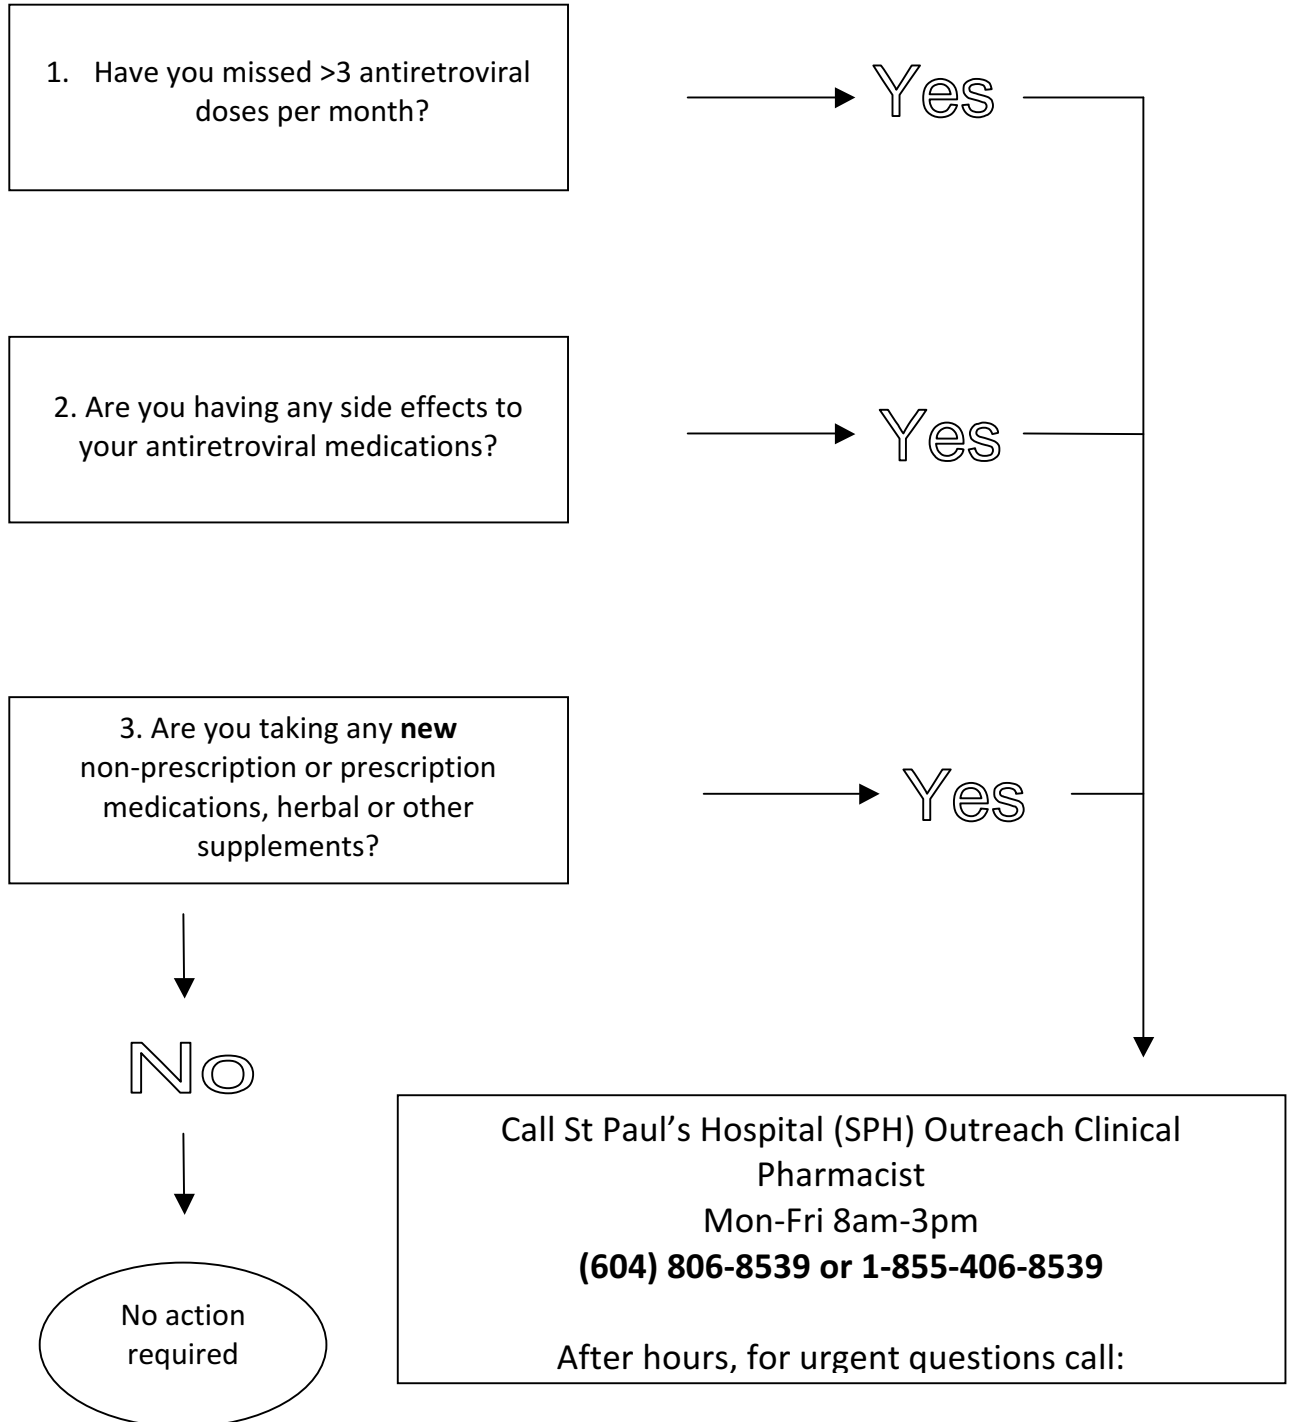 1. Have you missed >3 antiretroviral
doses per month?
Yes
2. Are you having any side effects to
your antiretroviral medications?
Yes
3. Are you taking any new
non-prescription or prescription
medications, herbal or other
supplements?
Yes
No
No action
required
Call St Paul’s Hospital (SPH) Outreach Clinical
Pharmacist
Mon-Fri 8am-3pm
(604) 806-8539 or 1-855-406-8539
After hours, for urgent questions call: